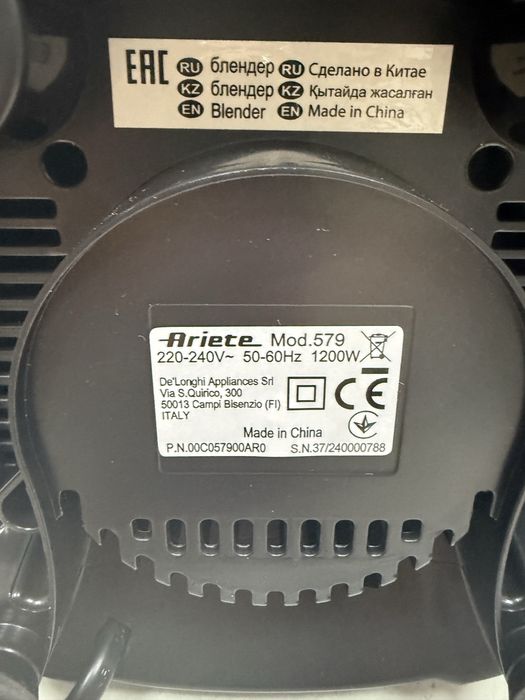 EAC RU блендер RU Сделано в Китае
KZ блендер KZ Қытайда жасалған
EN Blender EN Made in China
Ariete Mod.579
220-240V~ 50-60Hz 1200W
De'Longhi Appliances Srl
Via S.Quirico, 300
50013 Campi Bisenzio (FI)
ITALY
CE
Made in China
P.N.00C057900AR0 S.N.37/240000788